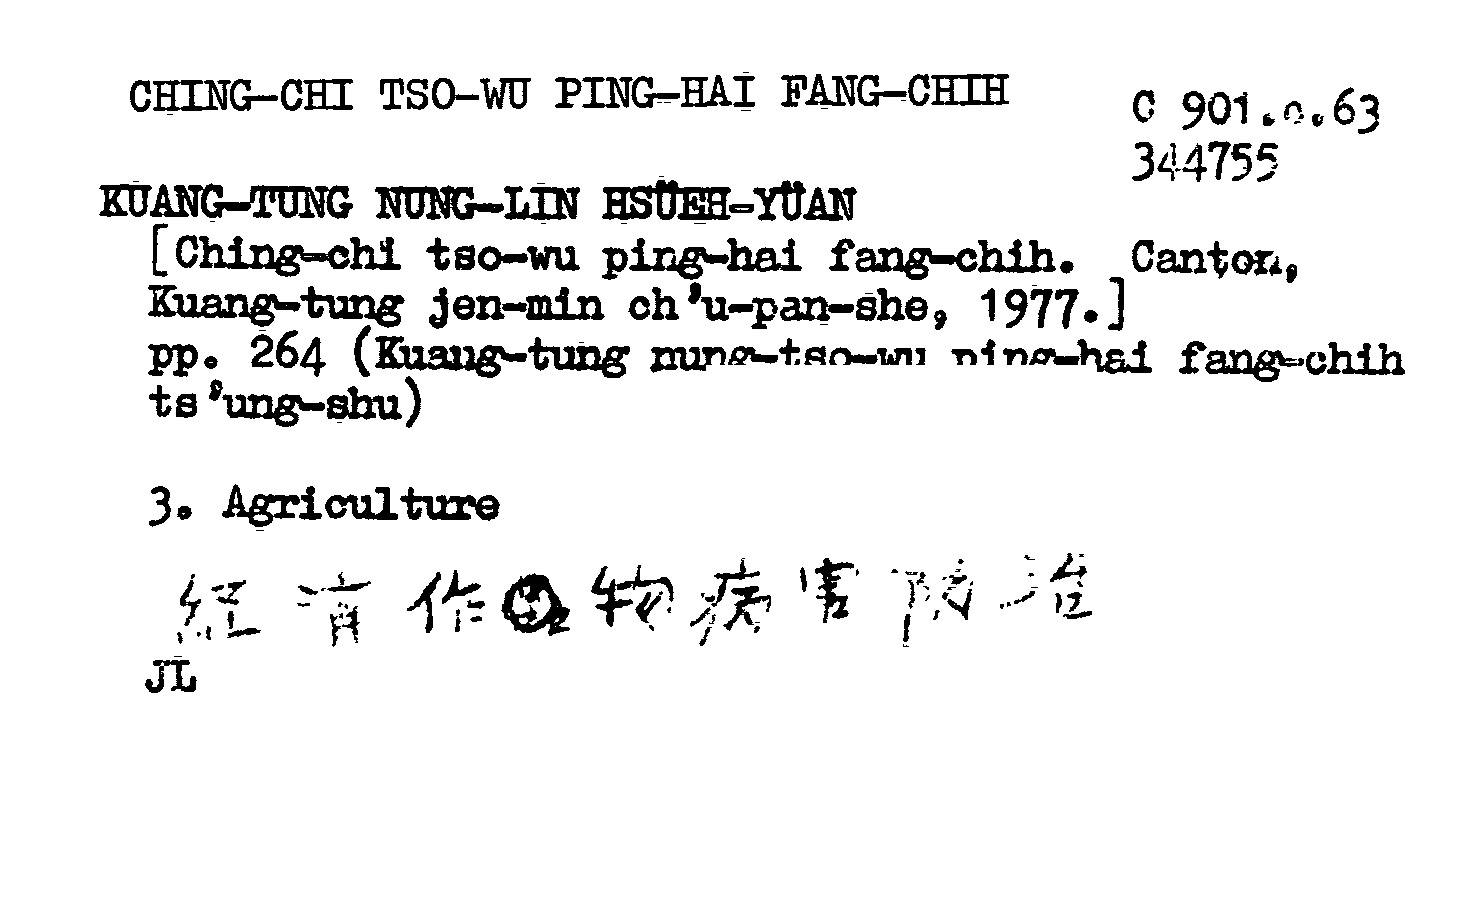 CHING-CHI TSO-WU PING-HAI FANG-CHIH
C 901.o.63
344755
KUANG-TUNG NUNG-LIN HSÜEH-YÜAN
[Ching-chi tso-wu ping-hai fang-chih. Canton,
Kuang-tung jen-min ch'u-pan-she, 1977.]
pp. 264 (Kuang-tung nung-tso-wu ping-hai fang-chih
ts'ung-shu)
3. Agriculture
經濟作物病害防治
JL